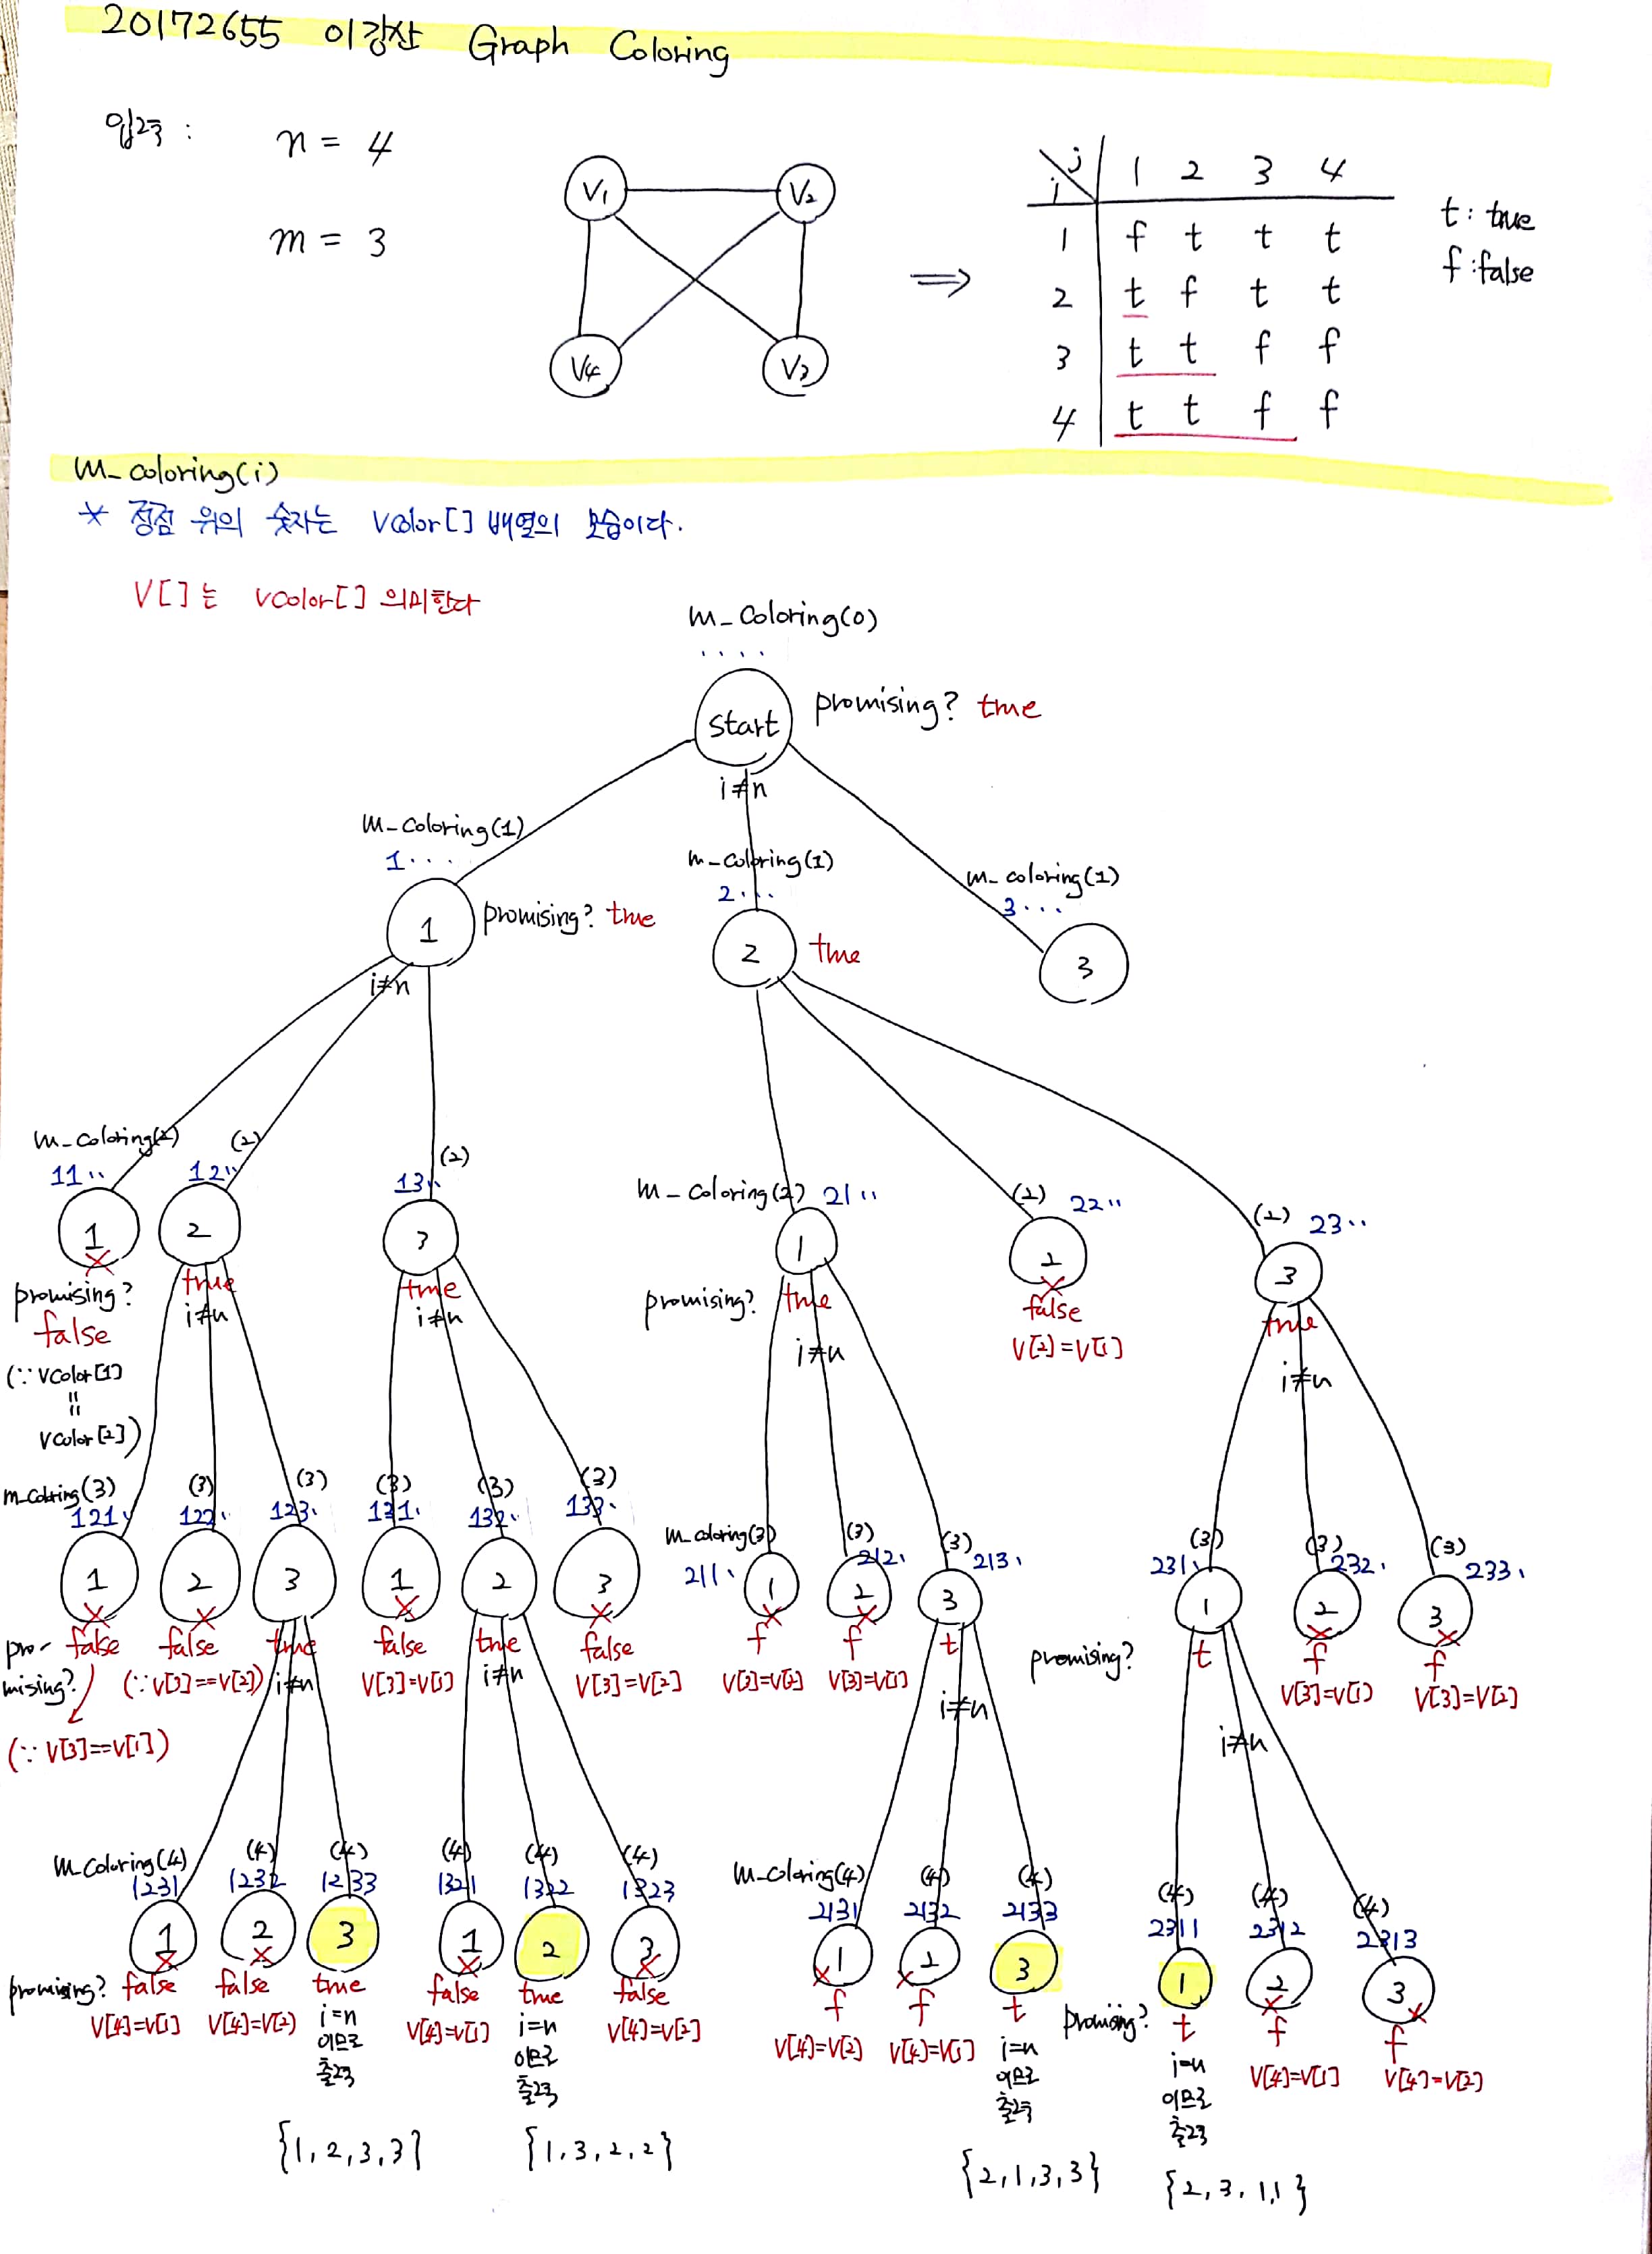 20172655 이강산 Graph Coloring
입력 : n = 4
m = 3
V1 V2
V4 V3
⇒
i j 1 2 3 4
1 f t t t
2 t f t t
3 t t f f
4 t t f f
t : true
f : false
m_coloring(i)
* 정점 위의 숫자는 Vcolor[] 배열의 모습이다.
V[]는 vcolor[] 의미한다
m_coloring(0)
. . . .
start promising? true
i≠n
m_coloring(1) m_coloring(1) m_coloring(1)
1... 2... 3...
1 promising? true 2 true 3
i≠n
m_coloring(2) (2) (2) m_coloring(2) (2) (2)
11.. 12.. 13.. 21.. 22.. 23..
1 2 3 1 2 3
promising? false true true promising? true false true
i≠n i≠n i≠n V[2]=V[1] i≠n
(∵ Vcolor[1]
=
Vcolor[2])
m_coloring(3) (3) (3) (3) (3) (3) m_coloring(3) (3) (3) (3) (3) (3)
121. 122. 123. 131. 132. 133. 211. 212. 213. 231. 232. 233.
1 2 3 1 2 3 1 2 3 1 2 3
promising? false false true false true false f f t promising? t f f
(∵ V[3]==V[1]) (∵ V[3]==V[2]) i≠n V[3]=V[1] i≠n V[3]=V[2] V[3]=V[2] V[3]=V[1] i≠n i≠n V[3]=V[1] V[3]=V[2]
m_coloring(4) (4) (4) (4) (4) (4) m_coloring(4) (4) (4) (4) (4) (4)
1231 1232 1233 1321 1322 1323 2131 2132 2133 2311 2312 2313
1 2 3 1 2 3 1 2 3 1 2 3
promising? false false true false true false f f t promising? t f f
V[4]=V[1] V[4]=V[2] i=n 이므로 출력 V[4]=V[1] i=n 이므로 출력 V[4]=V[2] V[4]=V[2] V[4]=V[1] i=n 이므로 출력 i=n 이므로 출력 V[4]=V[1] V[4]=V[2]
{1, 2, 3, 3} {1, 3, 2, 2} {2, 1, 3, 3} {2, 3, 1, 1}